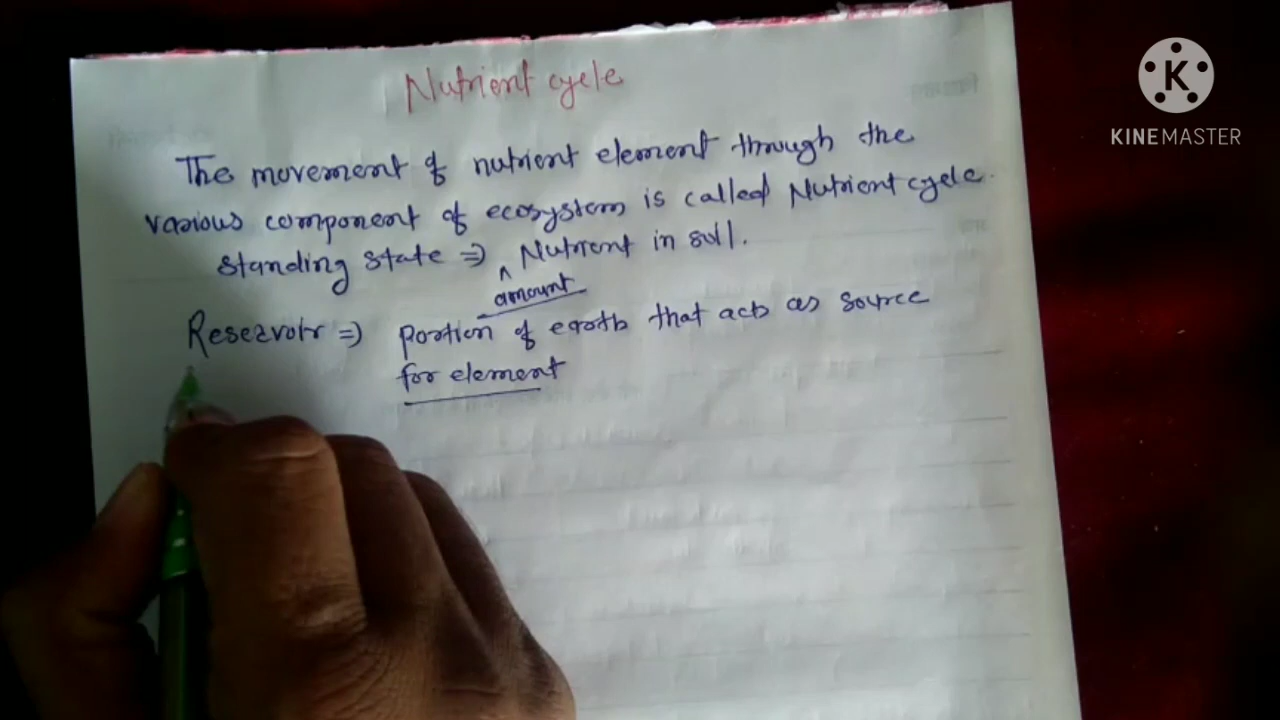 Nutrient cycle
The movement of nutrient element through the
various component of ecosystem is called Nutrient cycle.
standing state => ^ Nutrient in soil.
amount
Reservoir => portion of earth that acts as source
for element
K
KINEMASTER